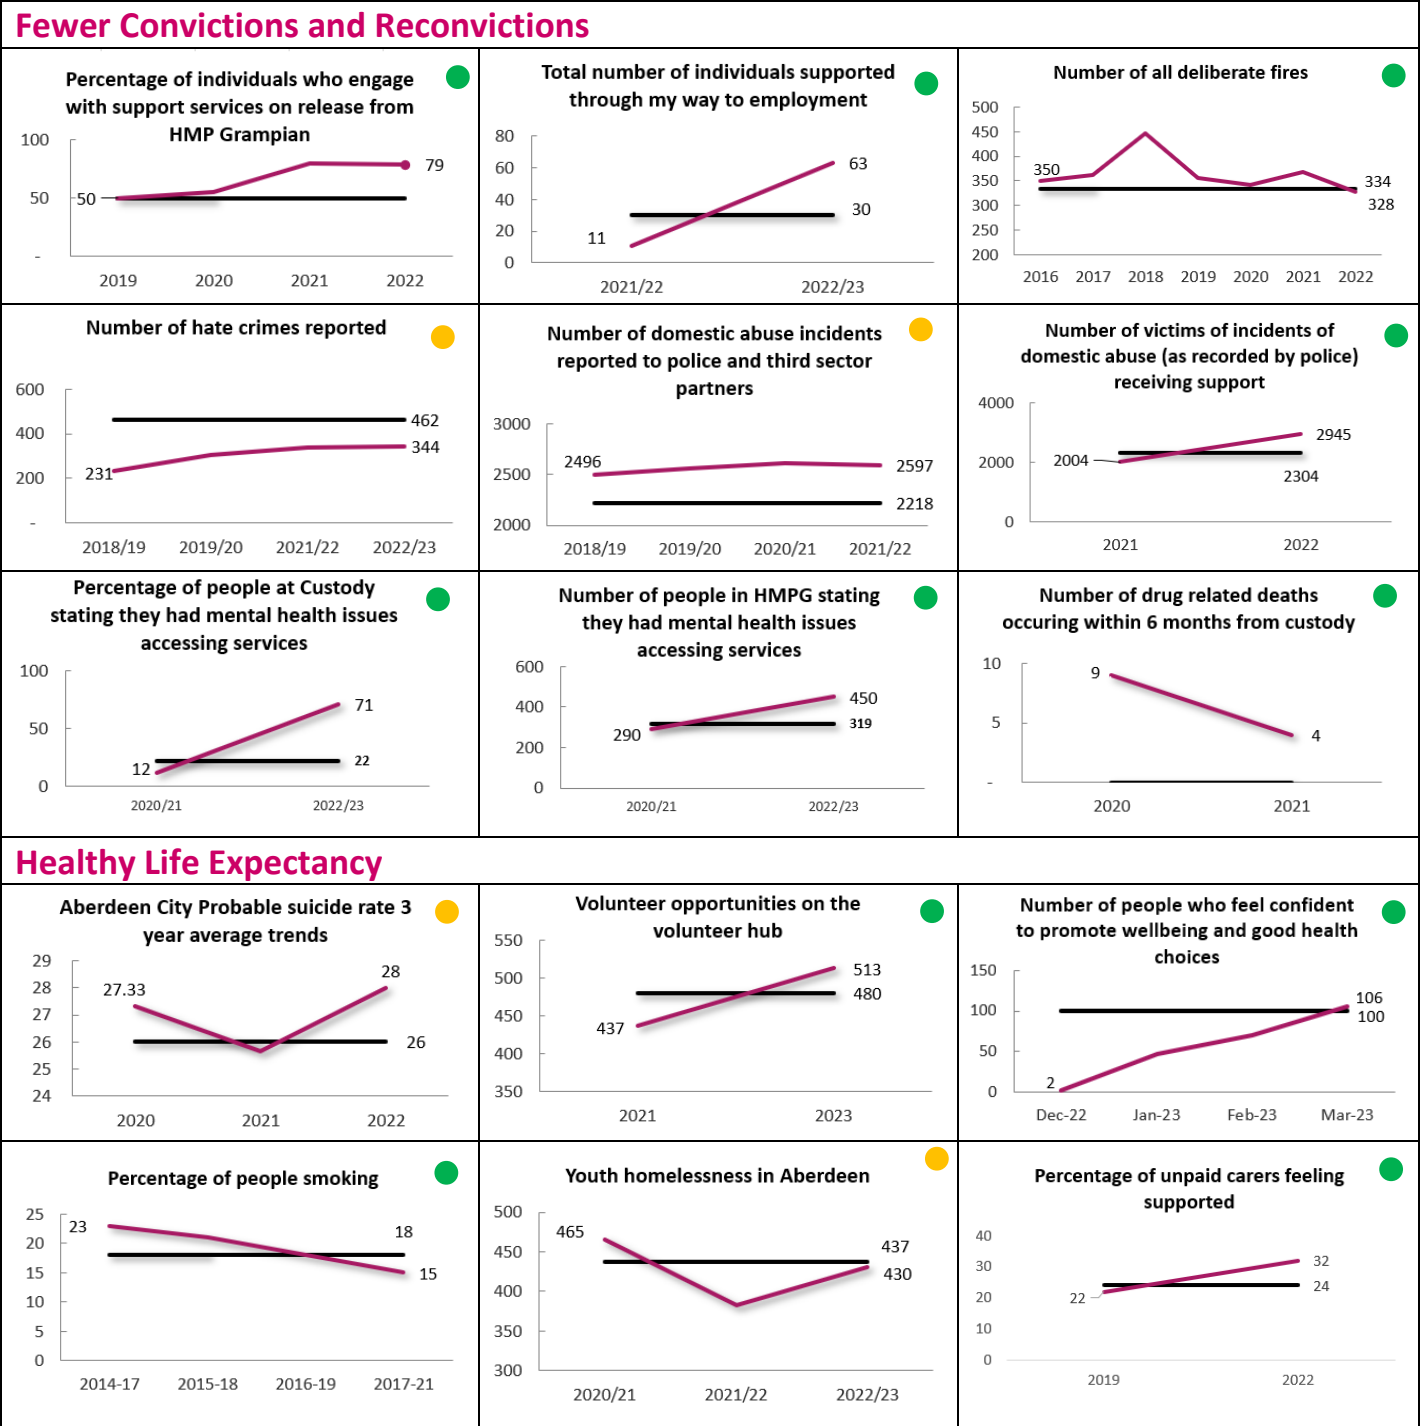 Fewer Convictions and Reconvictions
Percentage of individuals who engage
with support services on release from
HMP Grampian
100
50
-
50
79
2019 2020 2021 2022
Total number of individuals supported
through my way to employment
80
60
40
20
0
11
63
30
2021/22 2022/23
Number of all deliberate fires
500
450
400
350
300
250
200
350
334
328
2016 2017 2018 2019 2020 2021 2022
Number of hate crimes reported
600
400
200
-
231
462
344
2018/19 2019/20 2021/22 2022/23
Number of domestic abuse incidents
reported to police and third sector
partners
3000
2500
2000
2496
2597
2218
2018/19 2019/20 2020/21 2021/22
Number of victims of incidents of
domestic abuse (as recorded by police)
receiving support
4000
2000
0
2004
2945
2304
2021 2022
Percentage of people at Custody
stating they had mental health issues
accessing services
100
50
0
12
71
22
2020/21 2022/23
Number of people in HMPG stating
they had mental health issues
accessing services
600
400
200
0
290
450
319
2020/21 2022/23
Number of drug related deaths
occuring within 6 months from custody
10
5
-
9
4
2020 2021
Healthy Life Expectancy
Aberdeen City Probable suicide rate 3
year average trends
29
28
27
26
25
24
27.33
28
26
2020 2021 2022
Volunteer opportunities on the
volunteer hub
550
500
450
400
350
437
513
480
2021 2023
Number of people who feel confident
to promote wellbeing and good health
choices
150
100
50
0
2
106
100
Dec-22 Jan-23 Feb-23 Mar-23
Percentage of people smoking
25
20
15
10
5
0
23
18
15
2014-17 2015-18 2016-19 2017-21
Youth homelessness in Aberdeen
500
450
400
350
300
465
437
430
2020/21 2021/22 2022/23
Percentage of unpaid carers feeling
supported
40
30
20
10
0
22
32
24
2019 2022